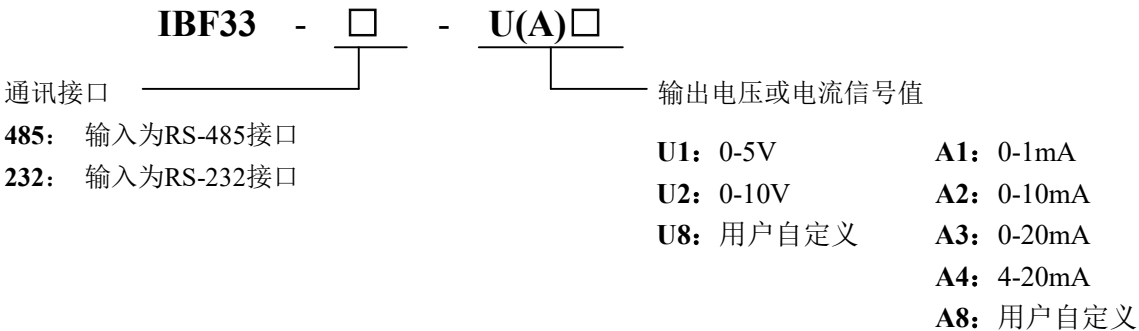 IBF33 - □ - U(A)□
通讯接口
485： 输入为RS-485接口
232： 输入为RS-232接口
输出电压或电流信号值
U1：0-5V A1：0-1mA
U2：0-10V A2：0-10mA
U8：用户自定义 A3：0-20mA
A4：4-20mA
A8：用户自定义